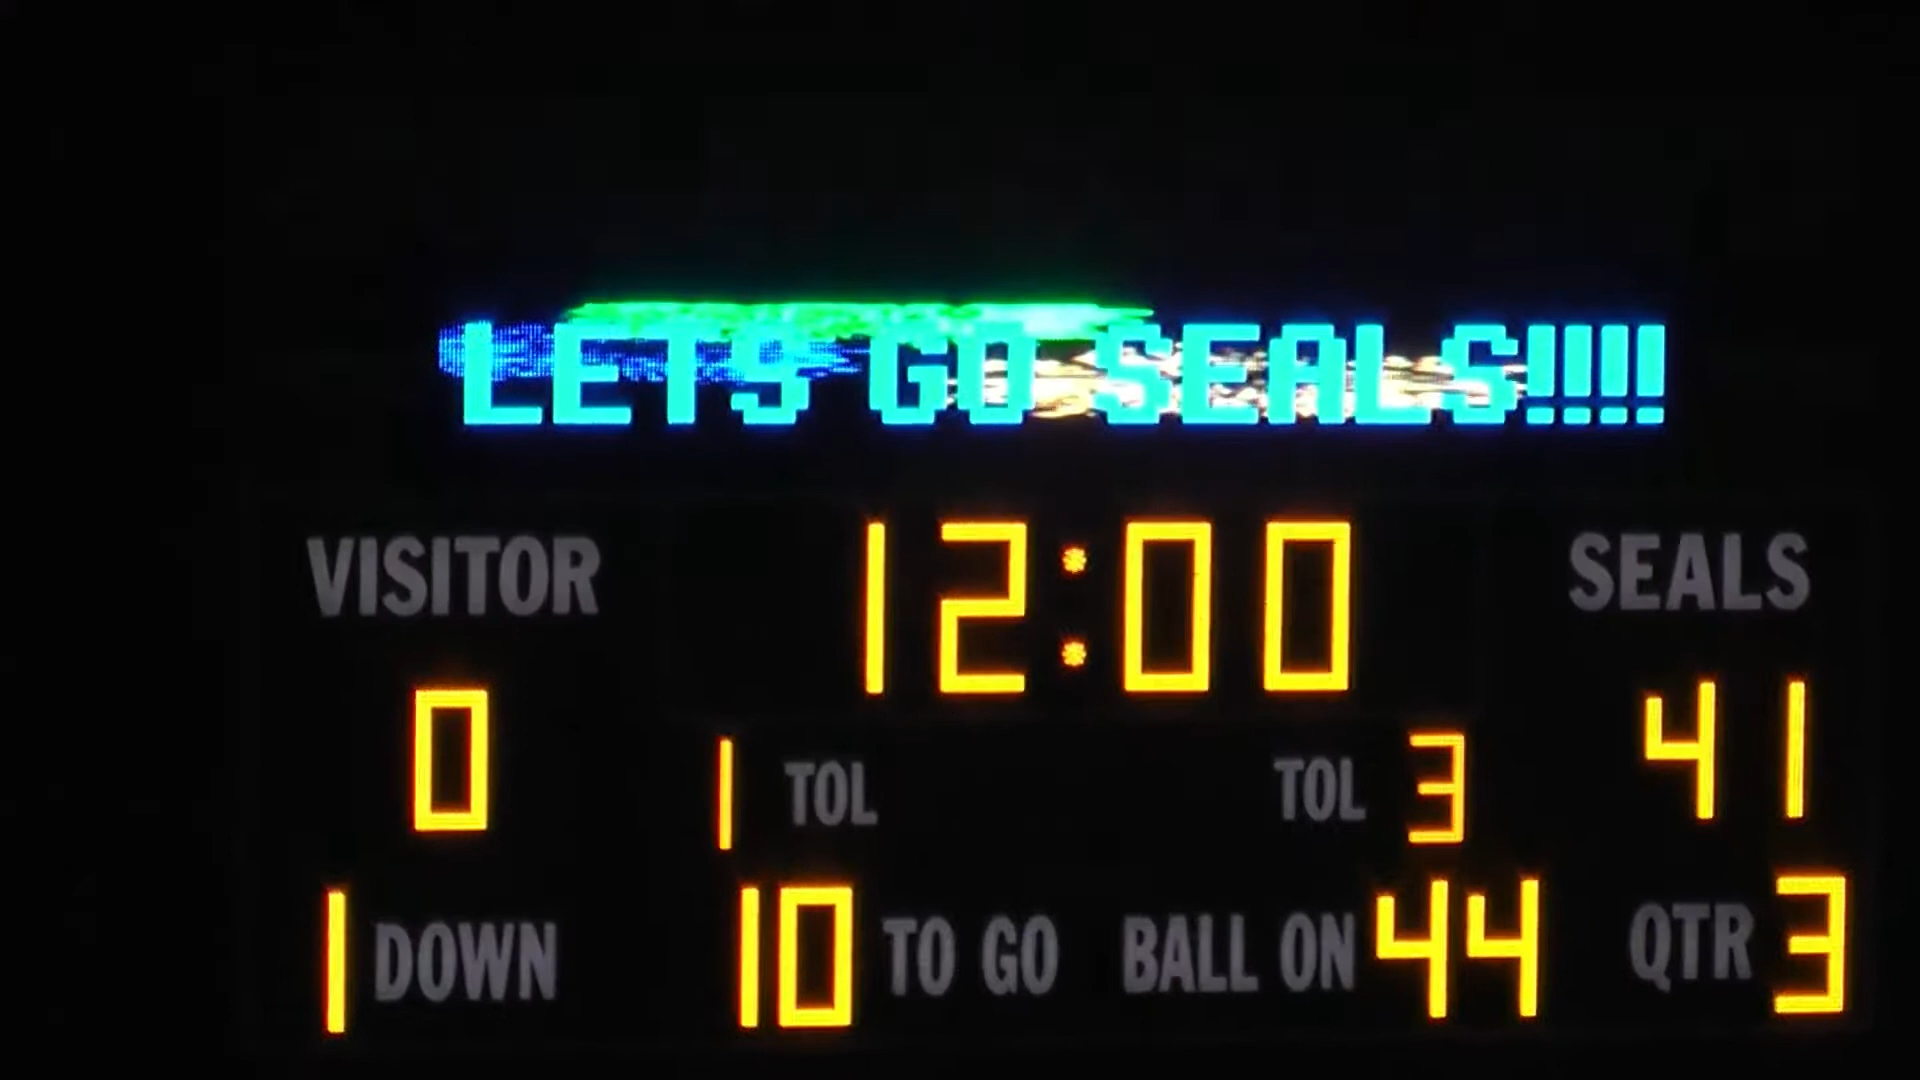 LETS GO SEALS!!!!
VISITOR 12:00 SEALS
0 1 TOL TOL 3 41
1 DOWN 10 TO GO BALL ON 44 QTR 3